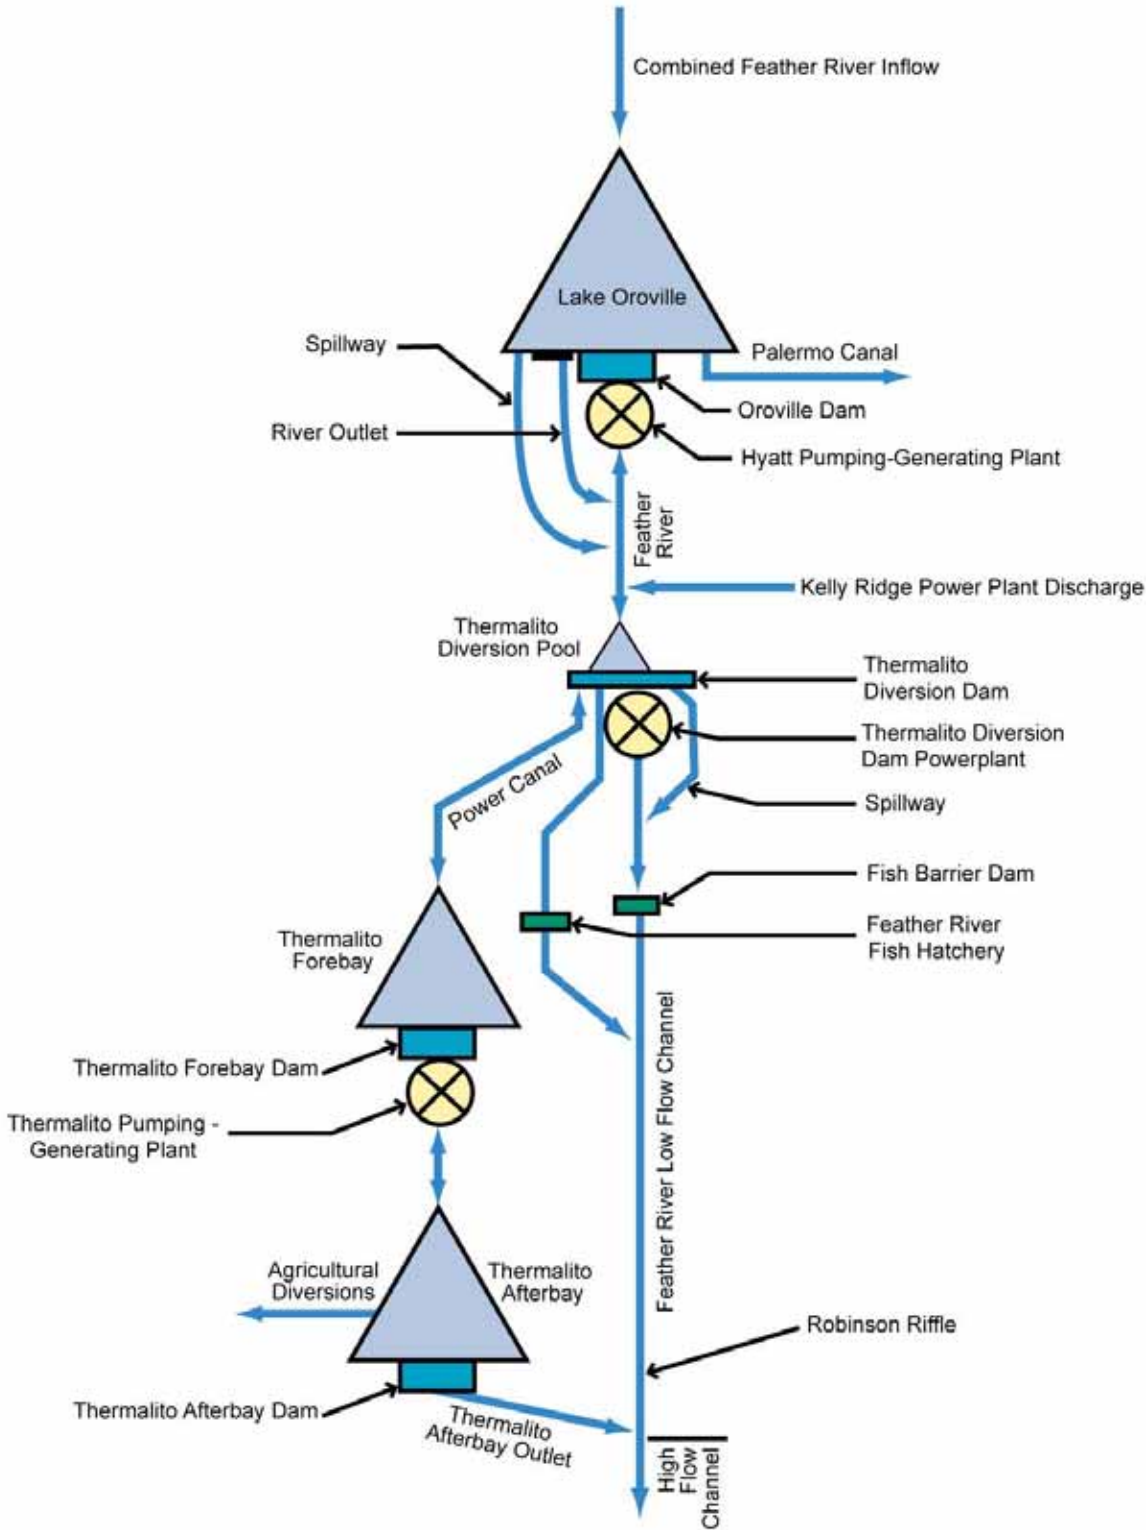 Combined Feather River Inflow
Lake Oroville
Spillway
Palermo Canal
Oroville Dam
River Outlet
Hyatt Pumping-Generating Plant
Feather
River
Kelly Ridge Power Plant Discharge
Thermalito
Diversion Pool
Thermalito
Diversion Dam
Thermalito Diversion
Dam Powerplant
Power Canal
Spillway
Fish Barrier Dam
Feather River
Fish Hatchery
Thermalito
Forebay
Thermalito Forebay Dam
Thermalito Pumping -
Generating Plant
Feather River Low Flow Channel
Agricultural
Diversions
Thermalito
Afterbay
Robinson Riffle
Thermalito Afterbay Dam
Thermalito
Afterbay Outlet
High
Flow
Channel